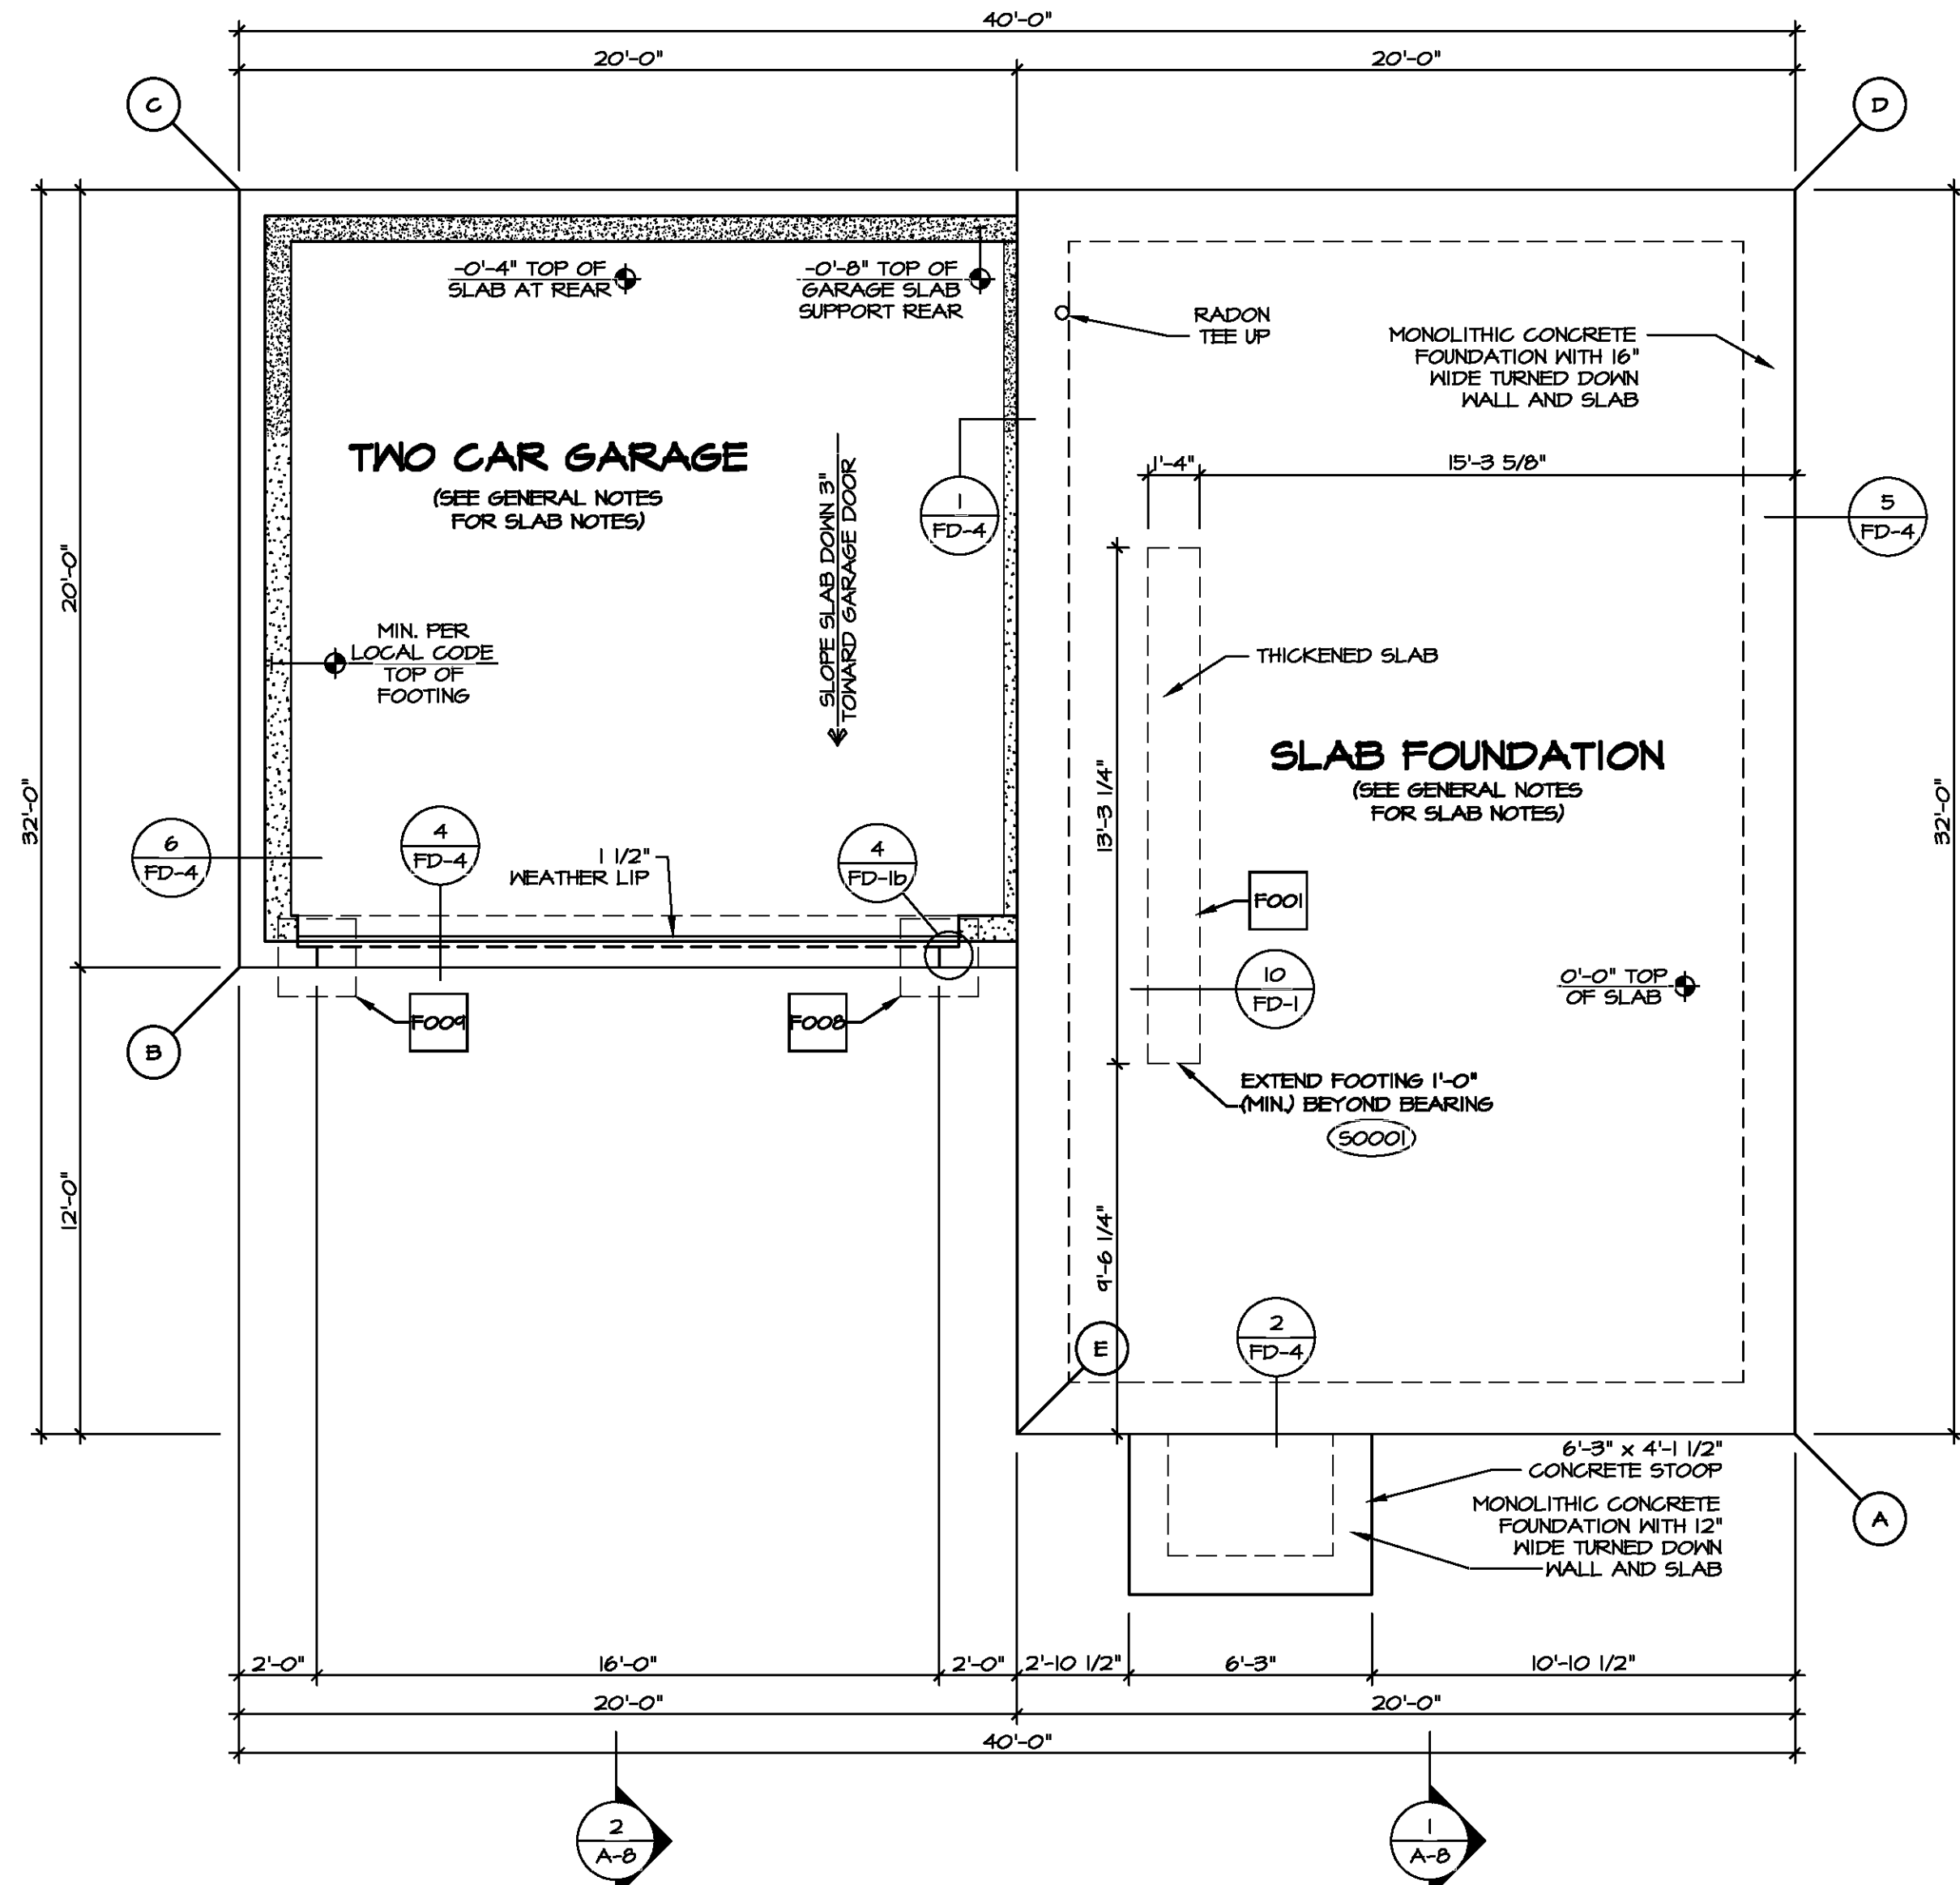 40'-0"
20'-0"
20'-0"
C
D
-0'-4" TOP OF
SLAB AT REAR
-0'-8" TOP OF
GARAGE SLAB
SUPPORT REAR
RADON
TEE UP
MONOLITHIC CONCRETE
FOUNDATION WITH 16"
WIDE TURNED DOWN
WALL AND SLAB
TWO CAR GARAGE
(SEE GENERAL NOTES
FOR SLAB NOTES)
SLOPE SLAB DOWN 3"
TOWARD GARAGE DOOR
1
FD-4
1'-4"
15'-3 5/8"
5
FD-4
20'-0"
32'-0"
MIN. PER
LOCAL CODE
TOP OF
FOOTING
THICKENED SLAB
SLAB FOUNDATION
(SEE GENERAL NOTES
FOR SLAB NOTES)
13'-3 1/4"
32'-0"
6
FD-4
4
FD-4
1 1/2"
WEATHER LIP
4
FD-1b
F001
10
FD-1
0'-0" TOP
OF SLAB
F009
F008
B
EXTEND FOOTING 1'-0"
(MIN.) BEYOND BEARING
S0001
12'-0"
9'-6 1/4"
E
2
FD-4
6'-3" x 4'-1 1/2"
CONCRETE STOOP
MONOLITHIC CONCRETE
FOUNDATION WITH 12"
WIDE TURNED DOWN
WALL AND SLAB
A
2'-0"
16'-0"
2'-0"
2'-10 1/2"
6'-3"
10'-10 1/2"
20'-0"
20'-0"
40'-0"
2
A-8
1
A-8